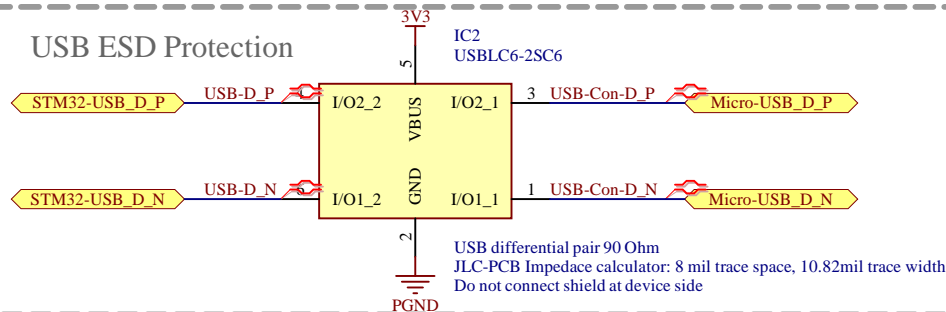 3V3
USB ESD Protection
IC2
USBLC6-2SC6
5
STM32-USB_D_P
USB-D_P
I/O2_2
VBUS
I/O2_1
3
USB-Con-D_P
Micro-USB_D_P
STM32-USB_D_N
USB-D_N
I/O1_2
GND
I/O1_1
1
USB-Con-D_N
Micro-USB_D_N
2
USB differential pair 90 Ohm
JLC-PCB Impedace calculator: 8 mil trace space, 10.82mil trace width
Do not connect shield at device side
PGND